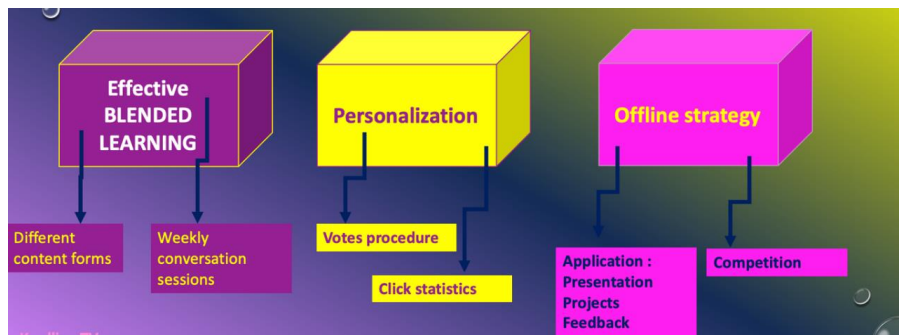 Effective
BLENDED
LEARNING
Personalization
Offline strategy
Different
content forms
Weekly
conversation
sessions
Votes procedure
Click statistics
Application :
Presentation
Projects
Feedback
Competition